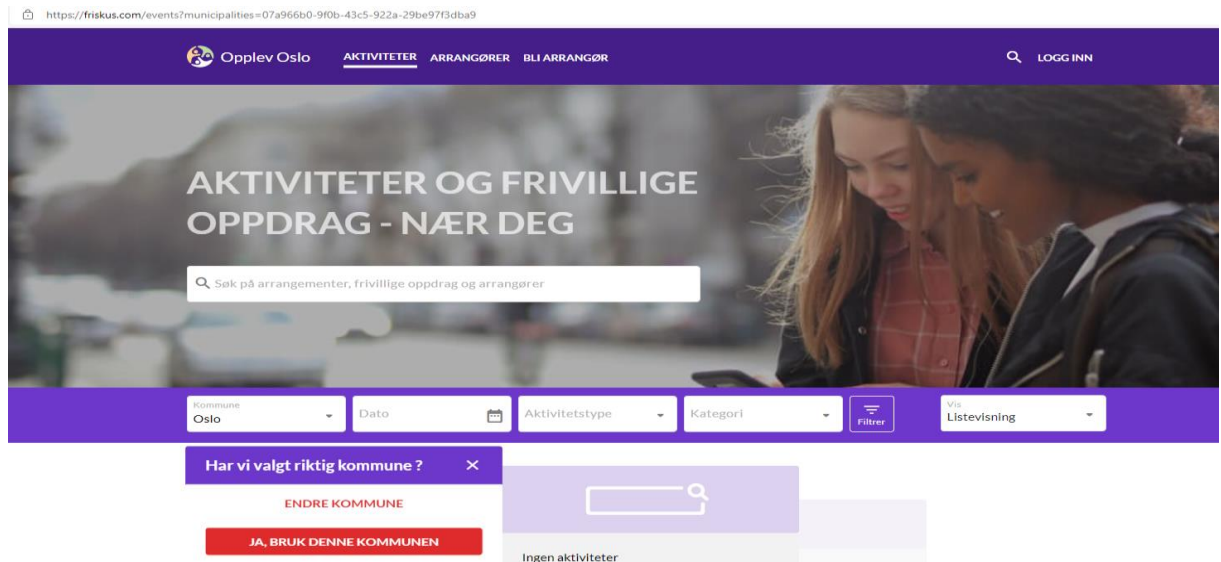 https://friskus.com/events?municipalities=07a966b0-9f0b-43c5-922a-29be97f3dba9
Opplev Oslo AKTIVITETER ARRANGØRER BLI ARRANGØR LOGG INN
AKTIVITETER OG FRIVILLIGE
OPPDRAG - NÆR DEG
Søk på arrangementer, frivillige oppdrag og arrangører
Kommune
Oslo
Dato
Aktivitetstype
Kategori
Filtrer
Vis
Listevisning
Har vi valgt riktig kommune ?
ENDRE KOMMUNE
JA, BRUK DENNE KOMMUNEN
Ingen aktiviteter